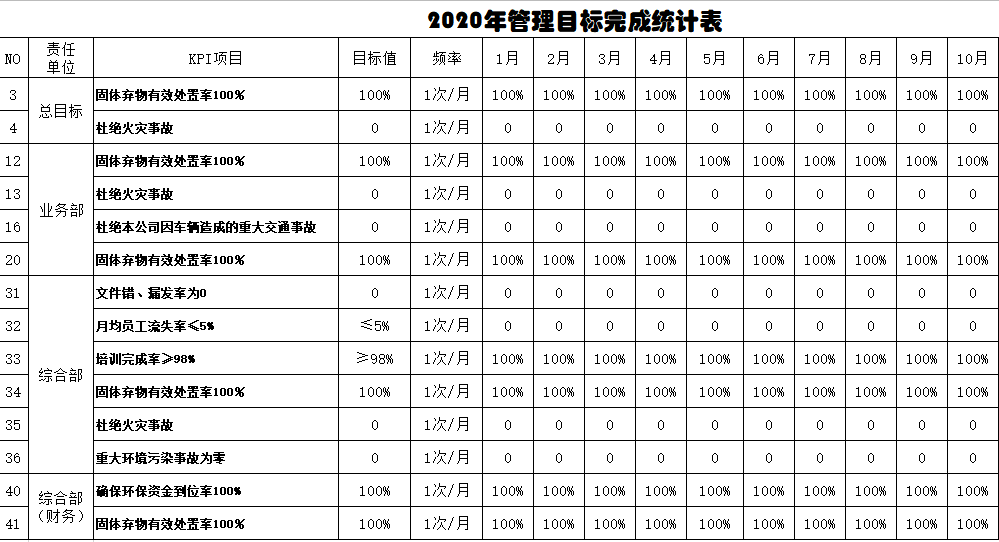 2020年管理目标完成统计表
NO 责任单位 KPI项目 目标值 频率 1月 2月 3月 4月 5月 6月 7月 8月 9月 10月
3 总目标 固体弃物有效处置率100% 100% 1次/月 100% 100% 100% 100% 100% 100% 100% 100% 100% 100%
4 杜绝火灾事故 0 1次/月 0 0 0 0 0 0 0 0 0 0
12 业务部 固体弃物有效处置率100% 100% 1次/月 100% 100% 100% 100% 100% 100% 100% 100% 100% 100%
13 杜绝火灾事故 0 1次/月 0 0 0 0 0 0 0 0 0 0
16 杜绝本公司因车辆造成的重大交通事故 0 1次/月 0 0 0 0 0 0 0 0 0 0
20 固体弃物有效处置率100% 100% 1次/月 100% 100% 100% 100% 100% 100% 100% 100% 100% 100%
31 综合部 文件错、漏发率为0 0 1次/月 0 0 0 0 0 0 0 0 0 0
32 月均员工流失率≤5% ≤5% 1次/月 0 0 0 0 0 0 0 0 0 0
33 培训完成率≥98% ≥98% 1次/月 100% 100% 100% 100% 100% 100% 100% 100% 100% 100%
34 固体弃物有效处置率100% 100% 1次/月 100% 100% 100% 100% 100% 100% 100% 100% 100% 100%
35 杜绝火灾事故 0 1次/月 0 0 0 0 0 0 0 0 0 0
36 重大环境污染事故为零 0 1次/月 0 0 0 0 0 0 0 0 0 0
40 综合部（财务） 确保环保资金到位率100% 100% 1次/月 100% 100% 100% 100% 100% 100% 100% 100% 100% 100%
41 固体弃物有效处置率100% 100% 1次/月 100% 100% 100% 100% 100% 100% 100% 100% 100% 100%